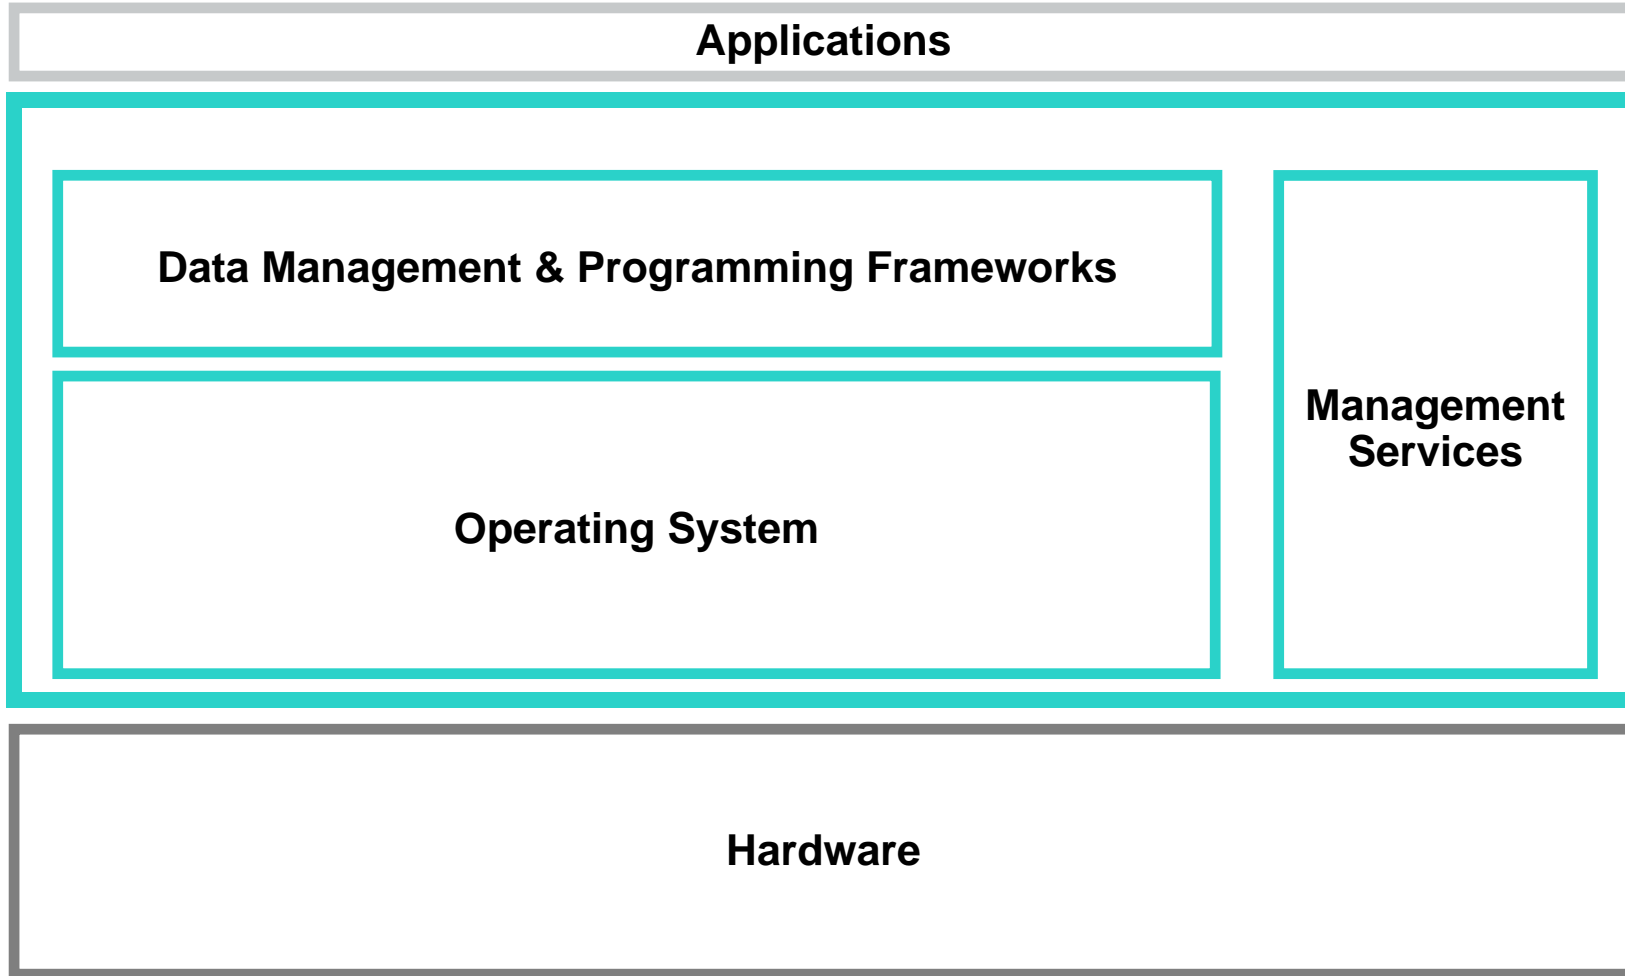 Applications
Data Management & Programming Frameworks
Management
Services
Operating System
Hardware